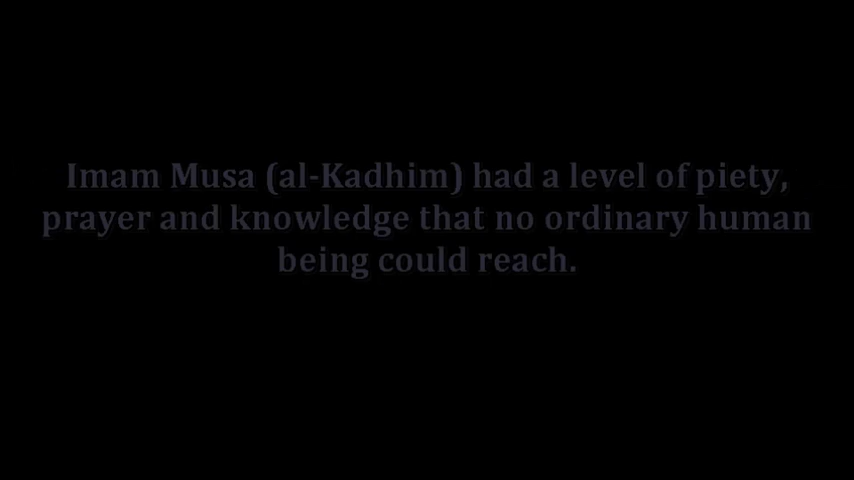 Imam Musa (al-Kadhim) had a level of piety,
prayer and knowledge that no ordinary human
being could reach.